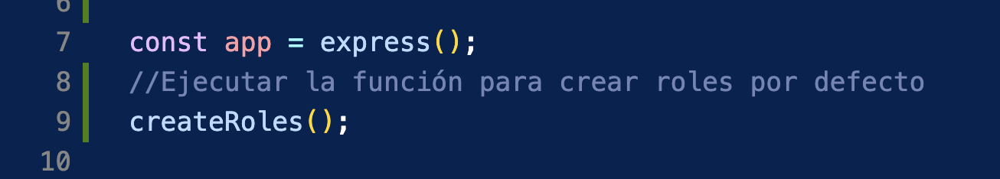 6
7 const app = express();
8 //Ejecutar la función para crear roles por defecto
9 createRoles();
10